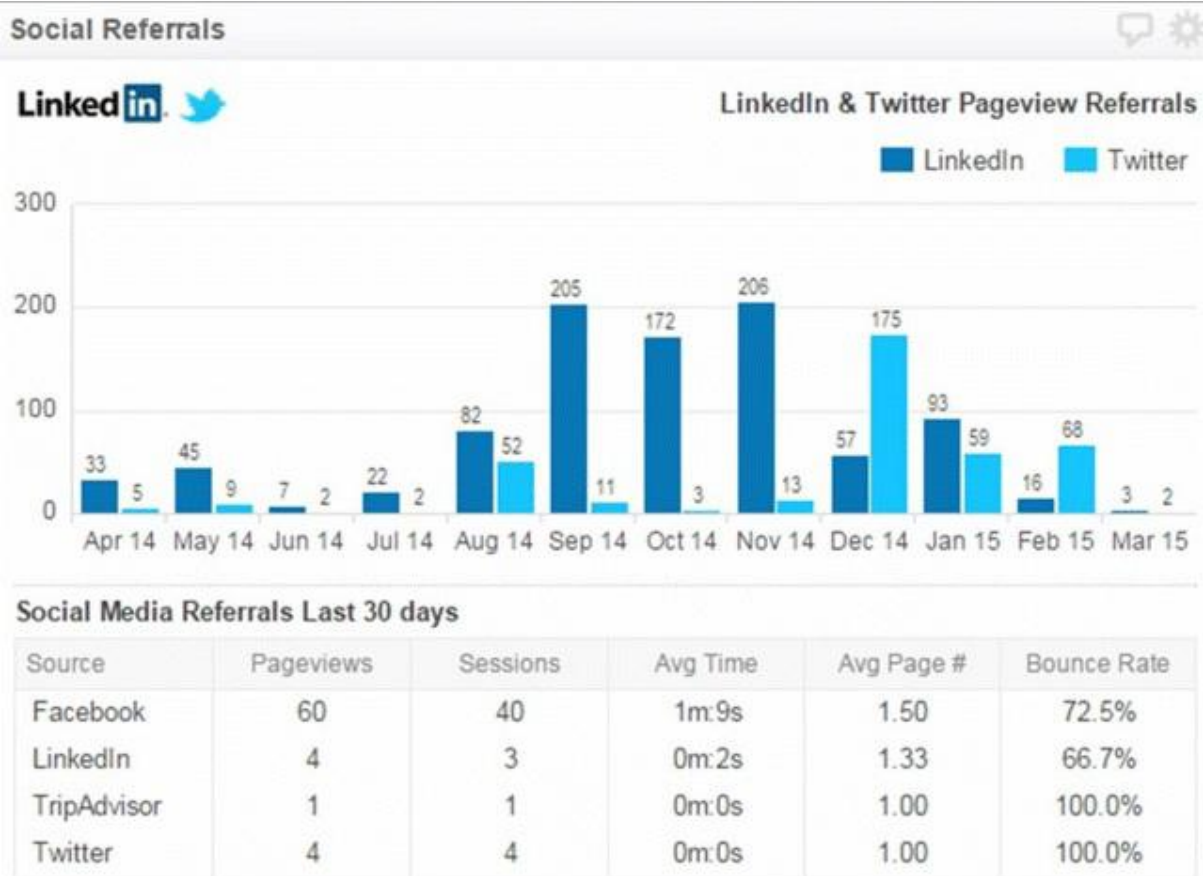 Social Referrals
Linked in.
LinkedIn & Twitter Pageview Referrals
LinkedIn Twitter
300
200
100
0
33 5 45 9 7 2 22 2 82 52 205 11 172 3 206 13 57 175 93 59 16 68 3 2
Apr 14 May 14 Jun 14 Jul 14 Aug 14 Sep 14 Oct 14 Nov 14 Dec 14 Jan 15 Feb 15 Mar 15
Social Media Referrals Last 30 days
Source Pageviews Sessions Avg Time Avg Page # Bounce Rate
Facebook 60 40 1m:9s 1.50 72.5%
LinkedIn 4 3 0m:2s 1.33 66.7%
TripAdvisor 1 1 0m:0s 1.00 100.0%
Twitter 4 4 0m:0s 1.00 100.0%